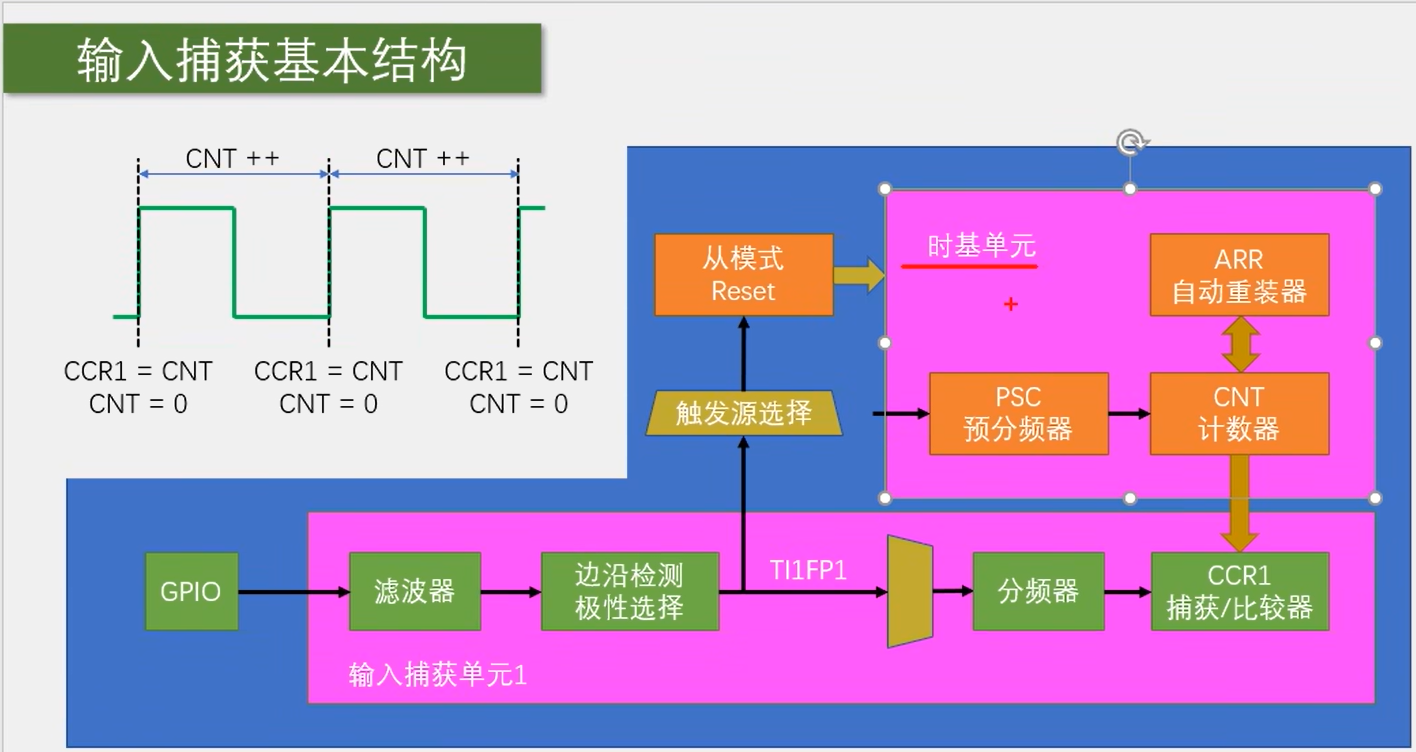 输入捕获基本结构
CNT ++ CNT ++
CCR1 = CNT CCR1 = CNT CCR1 = CNT
CNT = 0 CNT = 0 CNT = 0
从模式
Reset
时基单元
ARR
自动重装器
触发源选择
PSC
预分频器
CNT
计数器
GPIO
滤波器
边沿检测
极性选择
TI1FP1
分频器
CCR1
捕获/比较器
输入捕获单元1